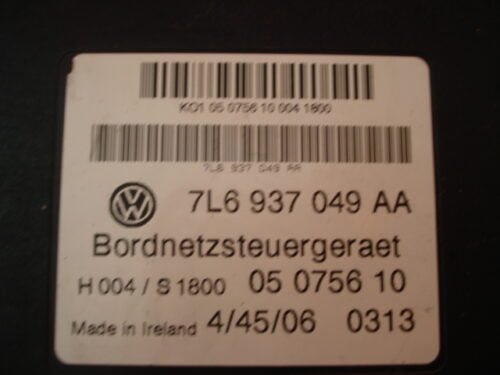 KO1 05 0756 10 004 1800
7L6 937 049 AA
7L6 937 049 AA
Bordnetzsteuergeraet
H 004 / S 1800 05 0756 10
Made in Ireland 4/45/06 0313